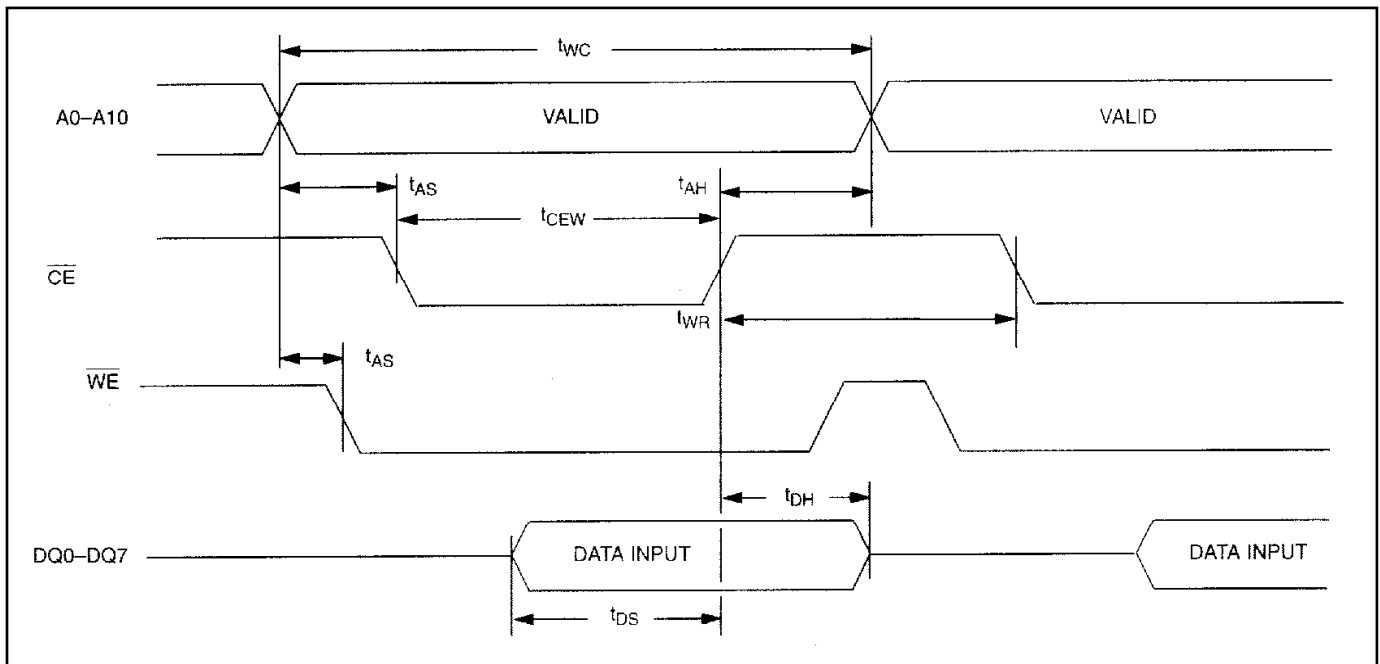 tWC
A0–A10
VALID
VALID
tAS
tAH
tCEW
CE
tWR
tAS
WE
tDH
DQ0–DQ7
DATA INPUT
DATA INPUT
tDS